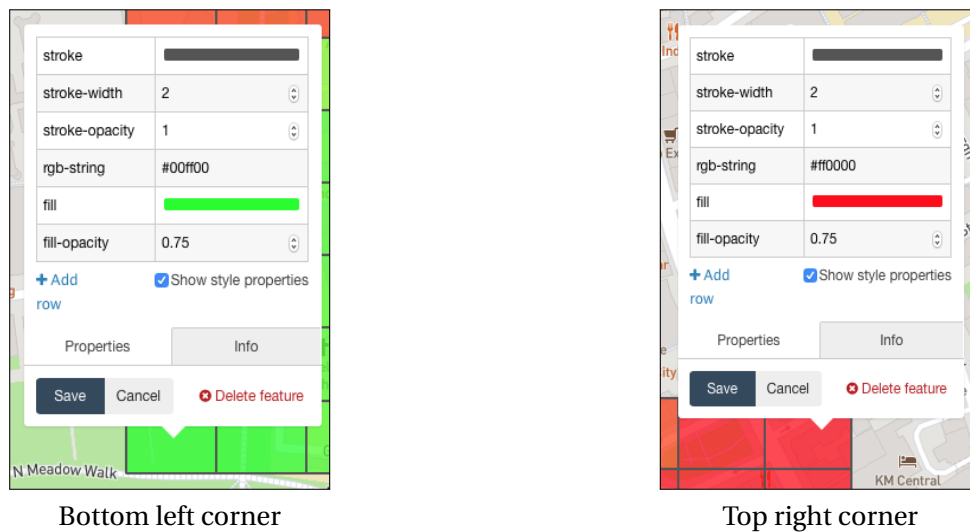 stroke
stroke-width 2
stroke-opacity 1
rgb-string #00ff00
fill
fill-opacity 0.75
+ Add
row
Show style properties
Properties Info
Save Cancel Delete feature
N Meadow Walk
Bottom left corner
Ind
Ex
stroke
stroke-width 2
stroke-opacity 1
rgb-string #ff0000
fill
fill-opacity 0.75
+ Add
row
Show style properties
Properties Info
Save Cancel Delete feature
KM Central
Top right corner